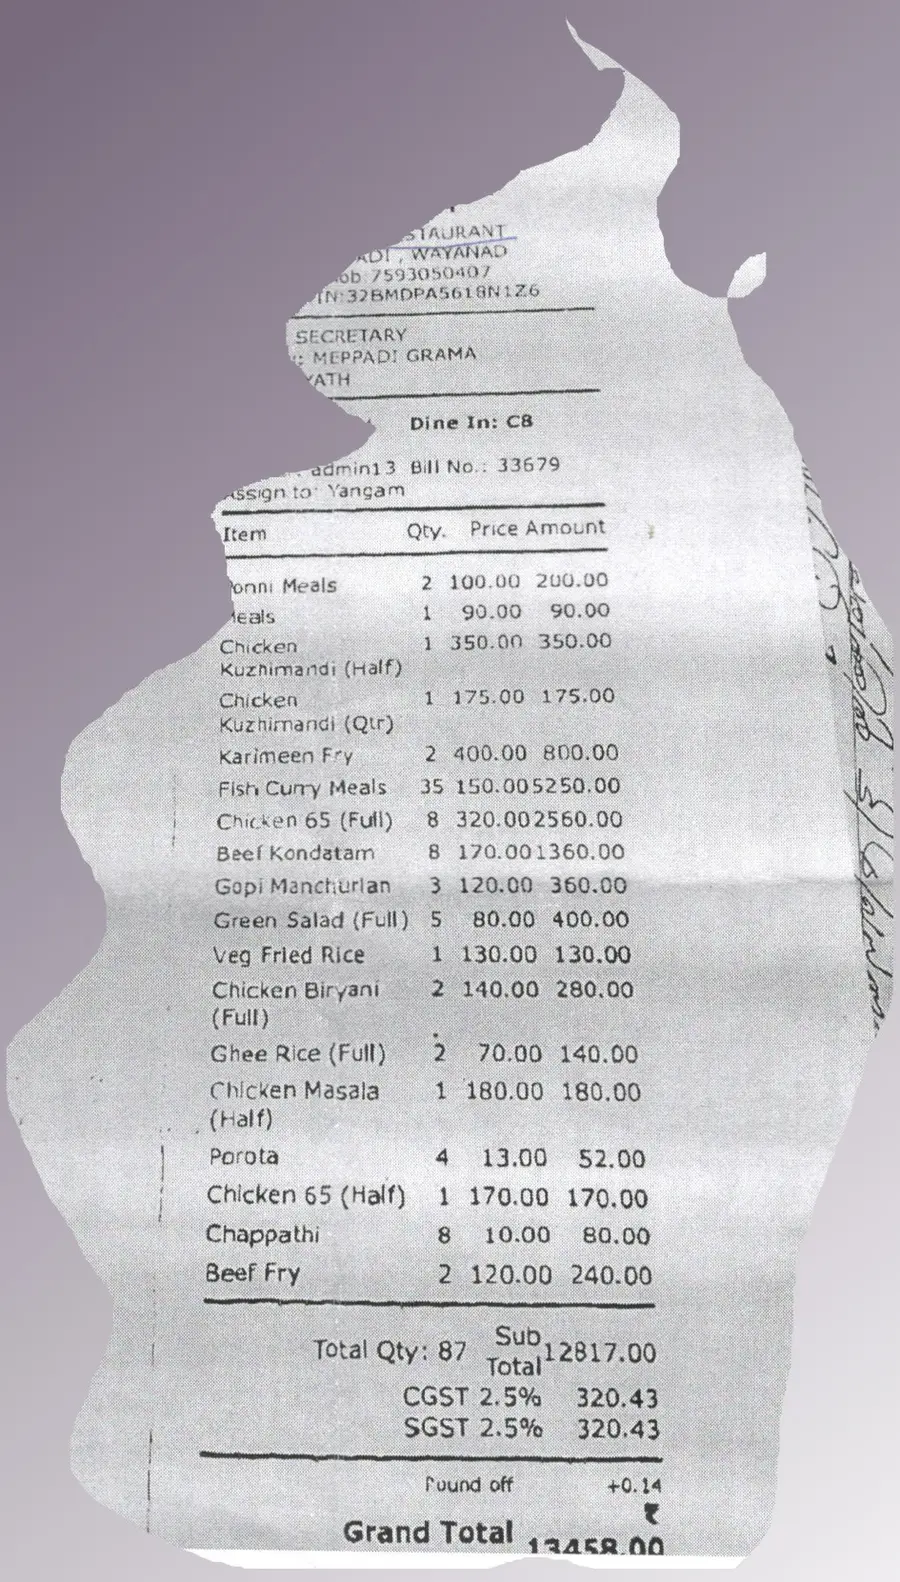 STAURANT
ADI , WAYANAD
ob:7593050407
IN:32BMDPA5618N1Z6
SECRETARY
: MEPPADI GRAMA
YATH
Dine In: C8
admin13 Bill No.: 33679
Assign to: Yangam
Item Qty. Price Amount
Ponni Meals 2 100.00 200.00
Meals 1 90.00 90.00
Chicken 1 350.00 350.00
Kuzhimandi (Half)
Chicken 1 175.00 175.00
Kuzhimandi (Qtr)
Karimeen Fry 2 400.00 800.00
Fish Curry Meals 35 150.00 5250.00
Chicken 65 (Full) 8 320.00 2560.00
Beef Kondatam 8 170.00 1360.00
Gopi Manchurian 3 120.00 360.00
Green Salad (Full) 5 80.00 400.00
Veg Fried Rice 1 130.00 130.00
Chicken Biryani 2 140.00 280.00
(Full)
Ghee Rice (Full) 2 70.00 140.00
Chicken Masala 1 180.00 180.00
(Half)
Porota 4 13.00 52.00
Chicken 65 (Half) 1 170.00 170.00
Chappathi 8 10.00 80.00
Beef Fry 2 120.00 240.00
Total Qty: 87 Sub Total 12817.00
CGST 2.5% 320.43
SGST 2.5% 320.43
Round off +0.14
₹
Grand Total 13458.00